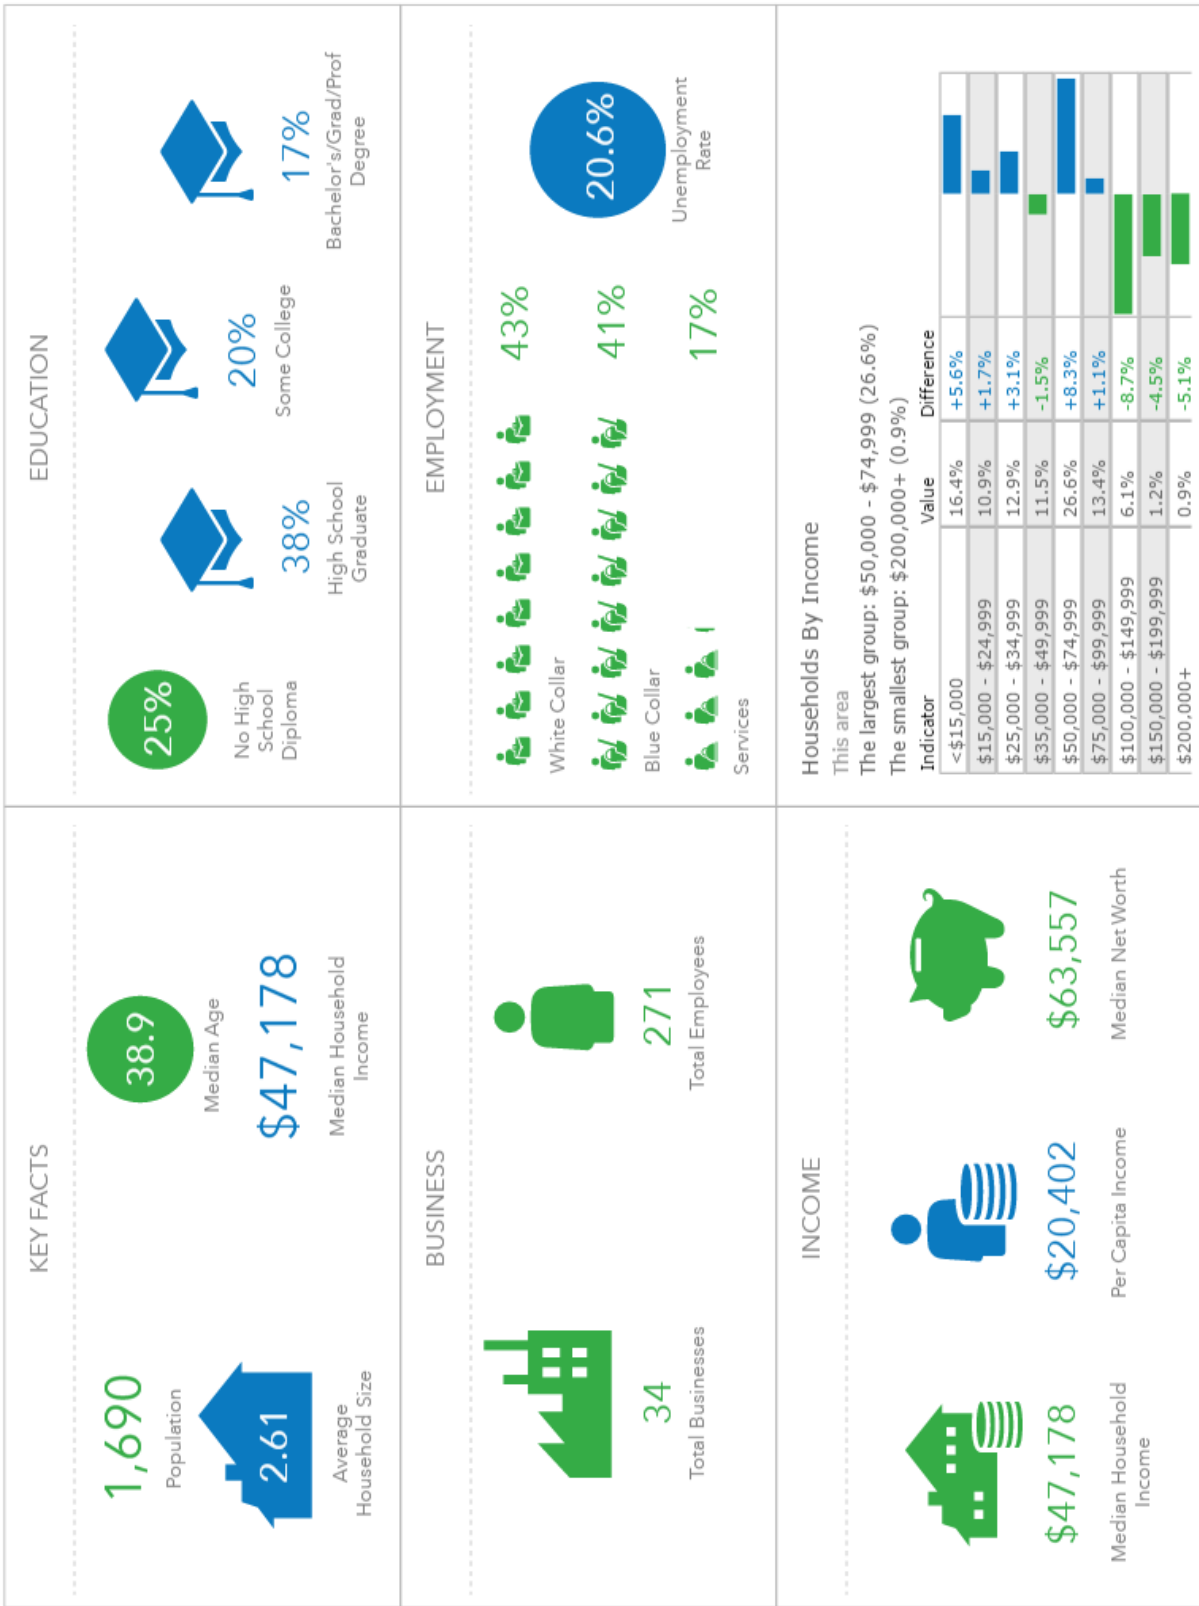 KEY FACTS
1,690
Population
2.61
Average
Household Size
38.9
Median Age
$47,178
Median Household
Income
EDUCATION
25%
No High
School
Diploma
38%
High School
Graduate
20%
Some College
17%
Bachelor's/Grad/Prof
Degree
BUSINESS
34
Total Businesses
271
Total Employees
EMPLOYMENT
White Collar
43%
Blue Collar
41%
Services
17%
20.6%
Unemployment
Rate
INCOME
$47,178
Median Household
Income
$20,402
Per Capita Income
$63,557
Median Net Worth
Households By Income
This area
The largest group: $50,000 - $74,999 (26.6%)
The smallest group: $200,000+ (0.9%)
Indicator Value Difference
<$15,000 16.4% +5.6%
$15,000 - $24,999 10.9% +1.7%
$25,000 - $34,999 12.9% +3.1%
$35,000 - $49,999 11.5% -1.5%
$50,000 - $74,999 26.6% +8.3%
$75,000 - $99,999 13.4% +1.1%
$100,000 - $149,999 6.1% -8.7%
$150,000 - $199,999 1.2% -4.5%
$200,000+ 0.9% -5.1%